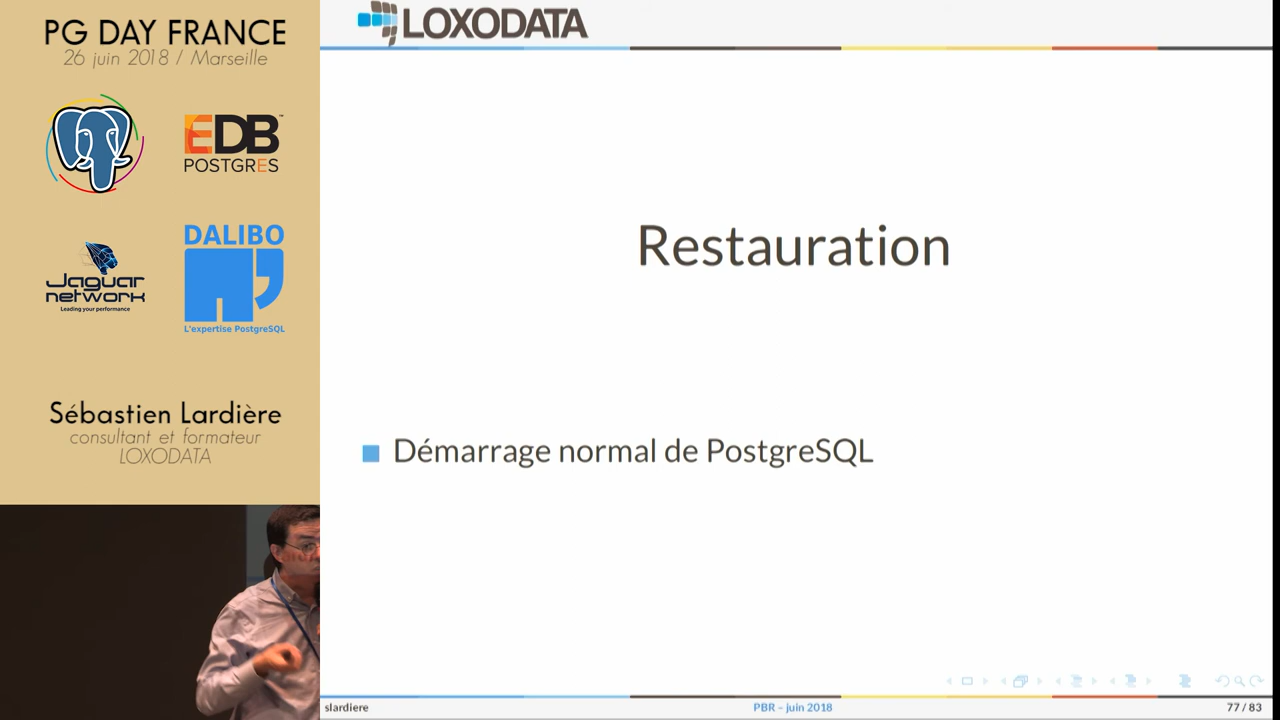 PG DAY FRANCE
26 juin 2018 / Marseille
EDB
POSTGRES
Jaguar
network
Leading your performance
DALIBO
L'expertise PostgreSQL
Sébastien Lardière
consultant et formateur
LOXODATA
LOXODATA
Restauration
Démarrage normal de PostgreSQL
slardiere
PBR – juin 2018
77 / 83